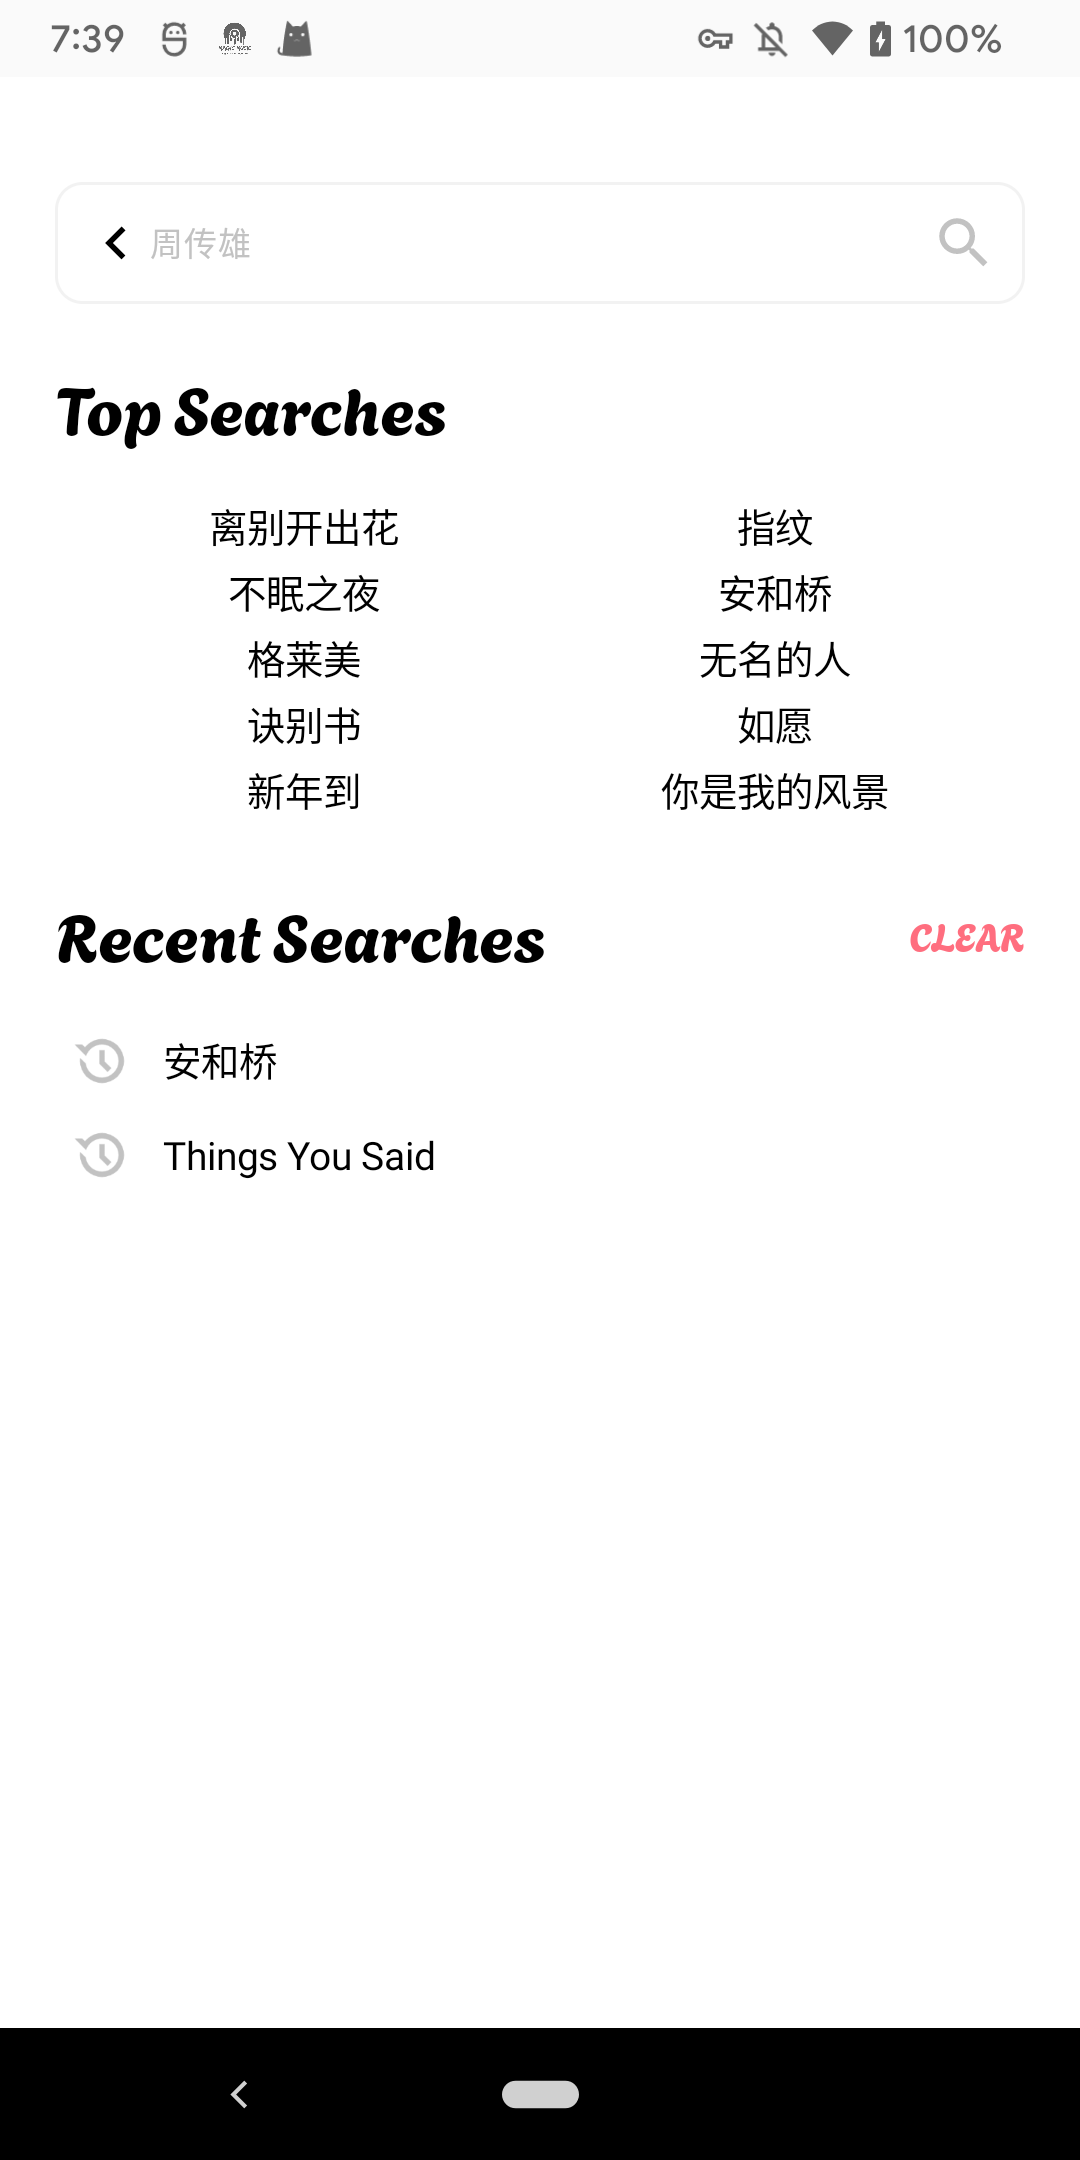 7:39
100%
周传雄
Top Searches
离别开出花
指纹
不眠之夜
安和桥
格莱美
无名的人
诀别书
如愿
新年到
你是我的风景
Recent Searches
CLEAR
安和桥
Things You Said